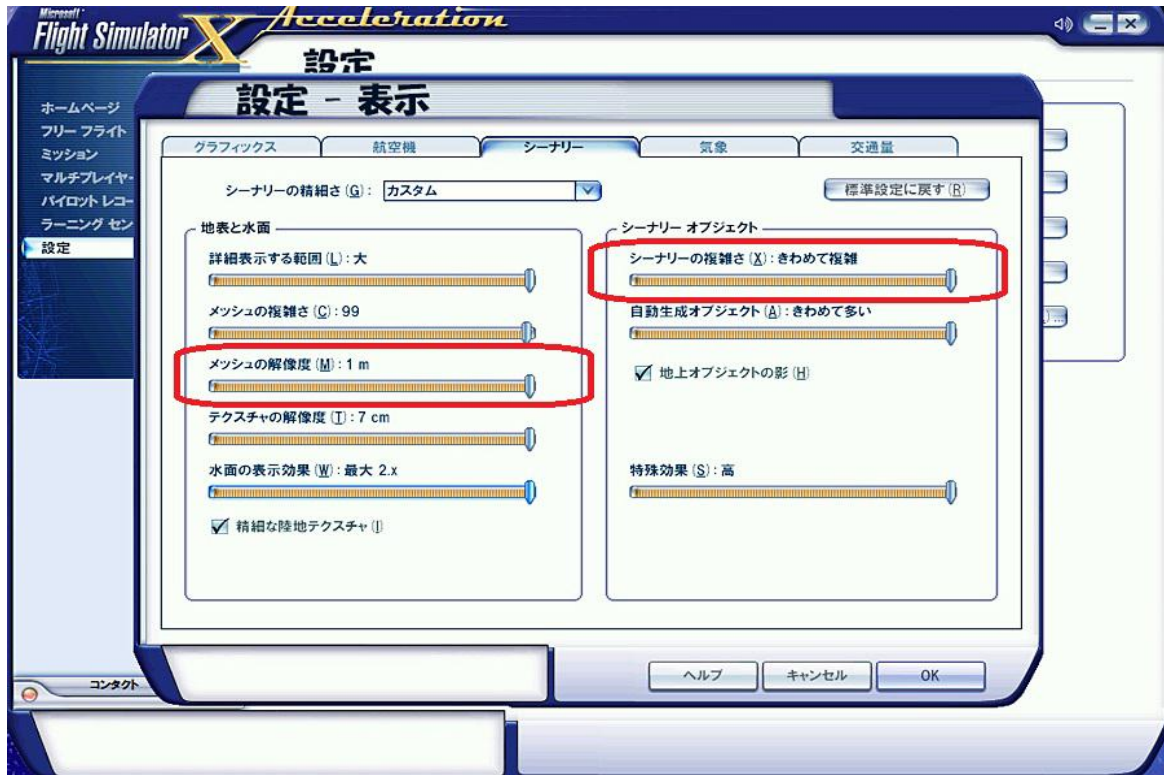 Microsoft
Flight Simulator X Acceleration
設定
設定 - 表示
ホームページ
フリー フライト
ミッション
マルチプレイヤー
パイロット レコー
ラーニング セン
設定
グラフィックス
航空機
シーナリー
気象
交通量
シーナリーの精細さ(G): カスタム
標準設定に戻す(R)
地表と水面
詳細表示する範囲(L): 大
メッシュの複雑さ(C): 99
メッシュの解像度(M): 1 m
テクスチャの解像度(T): 7 cm
水面の表示効果(W): 最大 2.x
精細な陸地テクスチャ(I)
シーナリー オブジェクト
シーナリーの複雑さ(X): きわめて複雑
自動生成オブジェクト(A): きわめて多い
地上オブジェクトの影(H)
特殊効果(S): 高
コンタクト
ヘルプ
キャンセル
OK